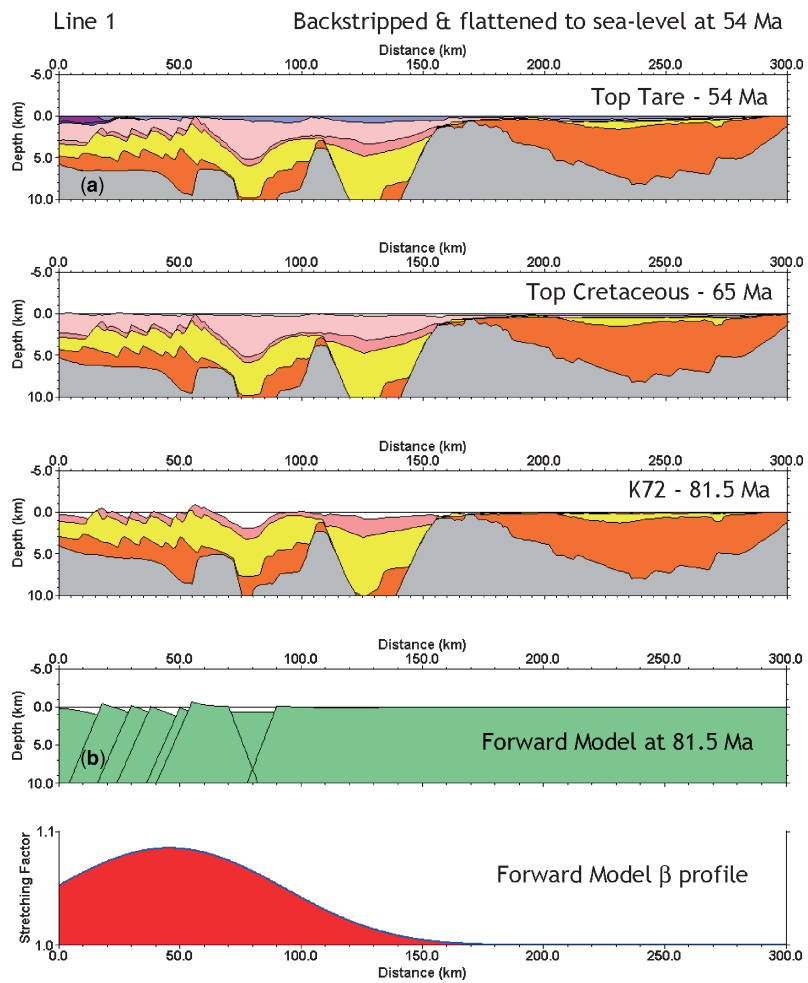 Line 1
Backstripped & flattened to sea-level at 54 Ma
Distance (km)
0.0 50.0 100.0 150.0 200.0 250.0 300.0
Depth (km)
-5.0
0.0
5.0
10.0
Top Tare - 54 Ma
(a)
Distance (km)
0.0 50.0 100.0 150.0 200.0 250.0 300.0
Depth (km)
-5.0
0.0
5.0
10.0
Top Cretaceous - 65 Ma
Distance (km)
0.0 50.0 100.0 150.0 200.0 250.0 300.0
Depth (km)
-5.0
0.0
5.0
10.0
K72 - 81.5 Ma
Distance (km)
0.0 50.0 100.0 150.0 200.0 250.0 300.0
Depth (km)
-5.0
0.0
5.0
10.0
(b)
Forward Model at 81.5 Ma
Stretching Factor
1.1
1.0
Forward Model β profile
0.0 50.0 100.0 150.0 200.0 250.0 300.0
Distance (km)